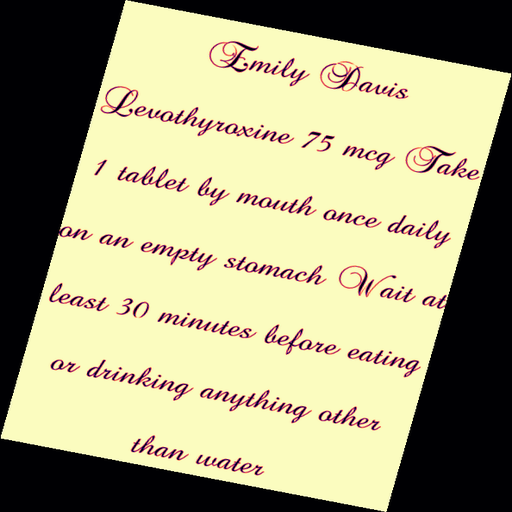 Emily Davis
Levothyroxine 75 mcg Take
1 tablet by mouth once daily
on an empty stomach Wait at
least 30 minutes before eating
or drinking anything other
than water